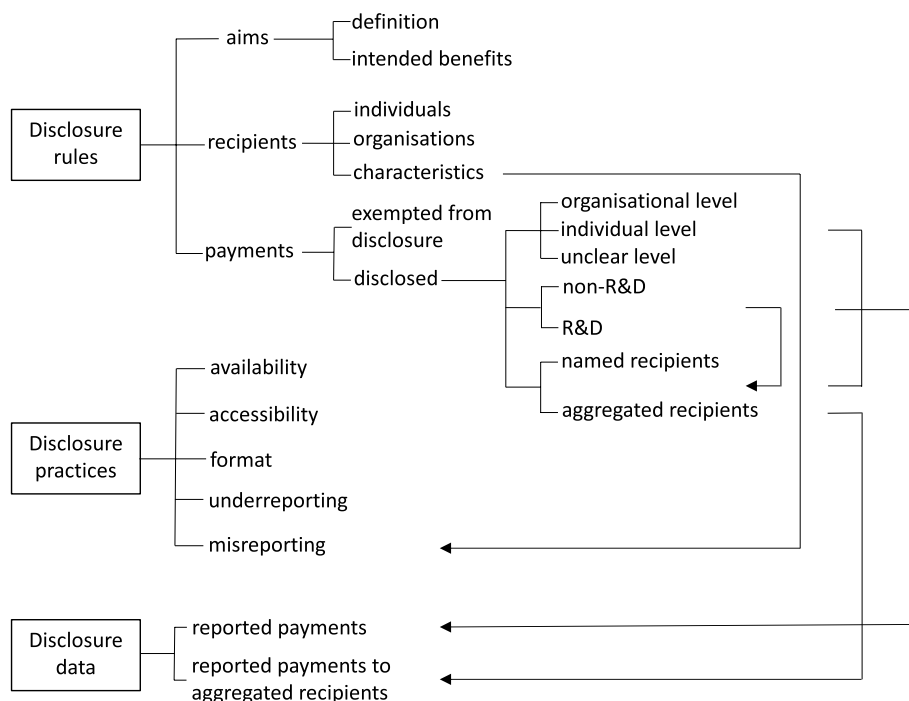 aims
definition
intended benefits
Disclosure
rules
recipients
individuals
organisations
characteristics
payments
exempted from
disclosure
disclosed
organisational level
individual level
unclear level
non-R&D
R&D
named recipients
aggregated recipients
Disclosure
practices
availability
accessibility
format
underreporting
misreporting
Disclosure
data
reported payments
reported payments to
aggregated recipients